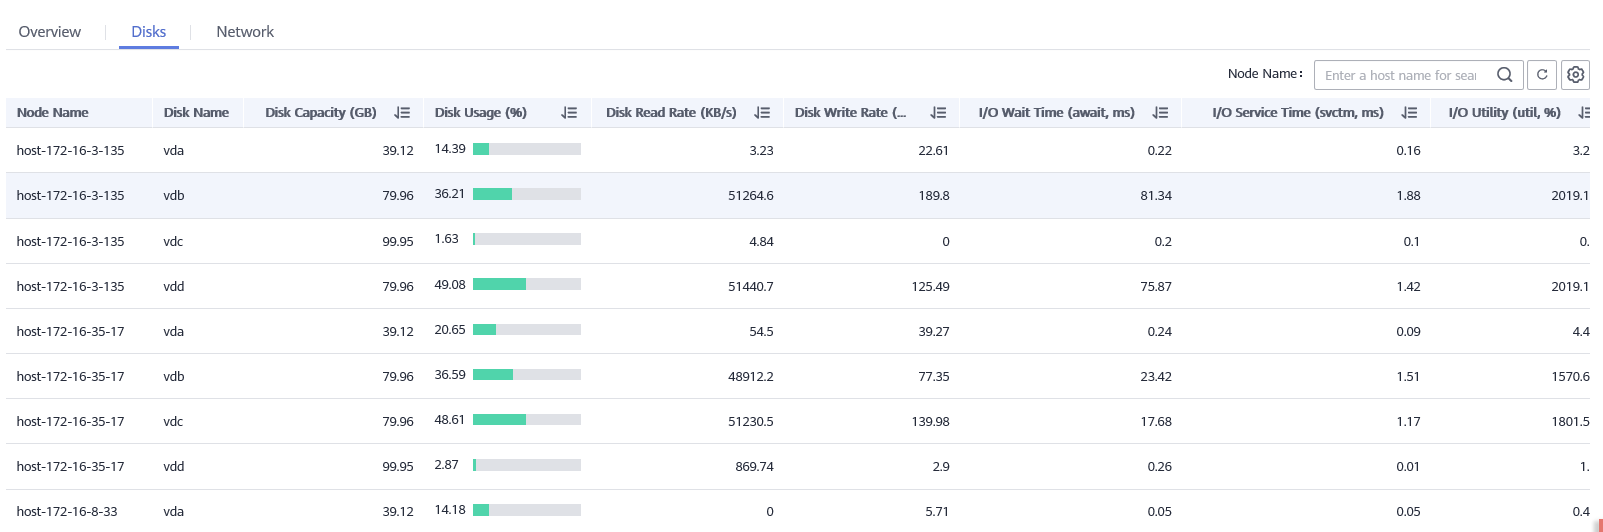 Overview Disks Network
Node Name: Enter a host name for sear
Node Name Disk Name Disk Capacity (GB) Disk Usage (%) Disk Read Rate (KB/s) Disk Write Rate (... I/O Wait Time (await, ms) I/O Service Time (svctm, ms) I/O Utility (util, %)
host-172-16-3-135 vda 39.12 14.39 3.23 22.61 0.22 0.16 3.2
host-172-16-3-135 vdb 79.96 36.21 51264.6 189.8 81.34 1.88 2019.1
host-172-16-3-135 vdc 99.95 1.63 4.84 0 0.2 0.1 0.
host-172-16-3-135 vdd 79.96 49.08 51440.7 125.49 75.87 1.42 2019.1
host-172-16-35-17 vda 39.12 20.65 54.5 39.27 0.24 0.09 4.4
host-172-16-35-17 vdb 79.96 36.59 48912.2 77.35 23.42 1.51 1570.6
host-172-16-35-17 vdc 79.96 48.61 51230.5 139.98 17.68 1.17 1801.5
host-172-16-35-17 vdd 99.95 2.87 869.74 2.9 0.26 0.01 1.
host-172-16-8-33 vda 39.12 14.18 0 5.71 0.05 0.05 0.4